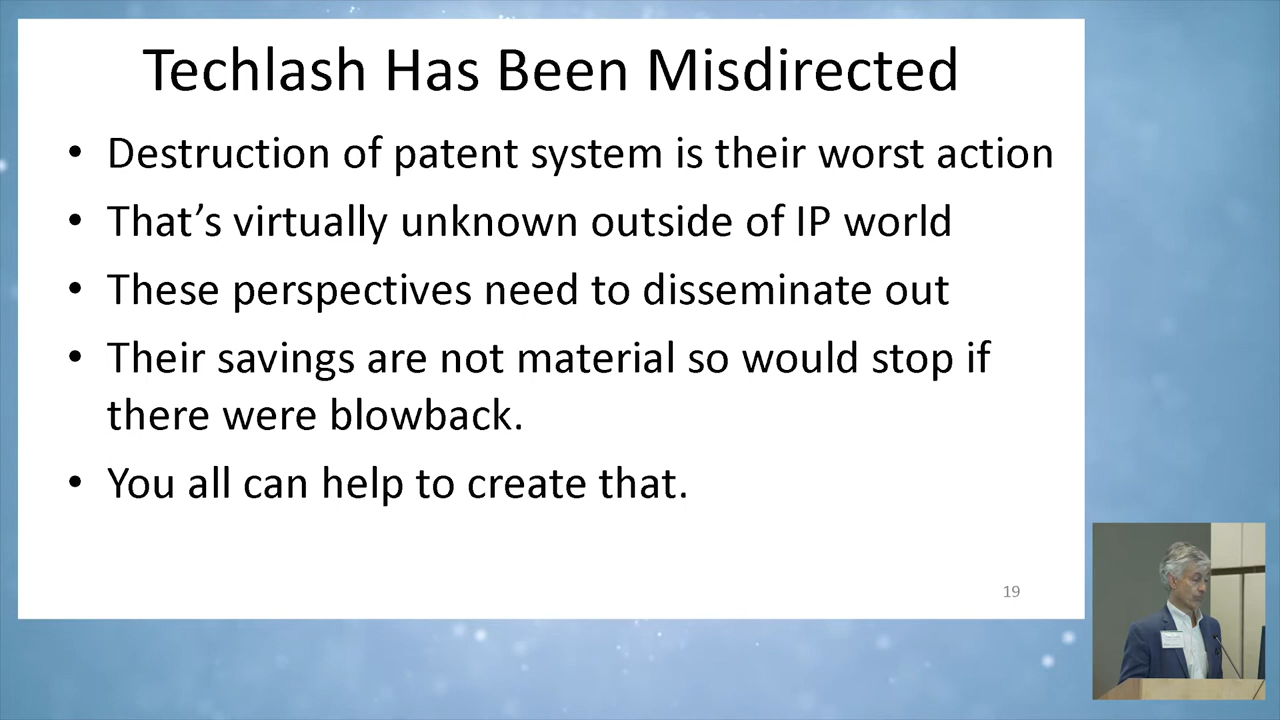 Techlash Has Been Misdirected
• Destruction of patent system is their worst action
• That’s virtually unknown outside of IP world
• These perspectives need to disseminate out
• Their savings are not material so would stop if
there were blowback.
• You all can help to create that.
19